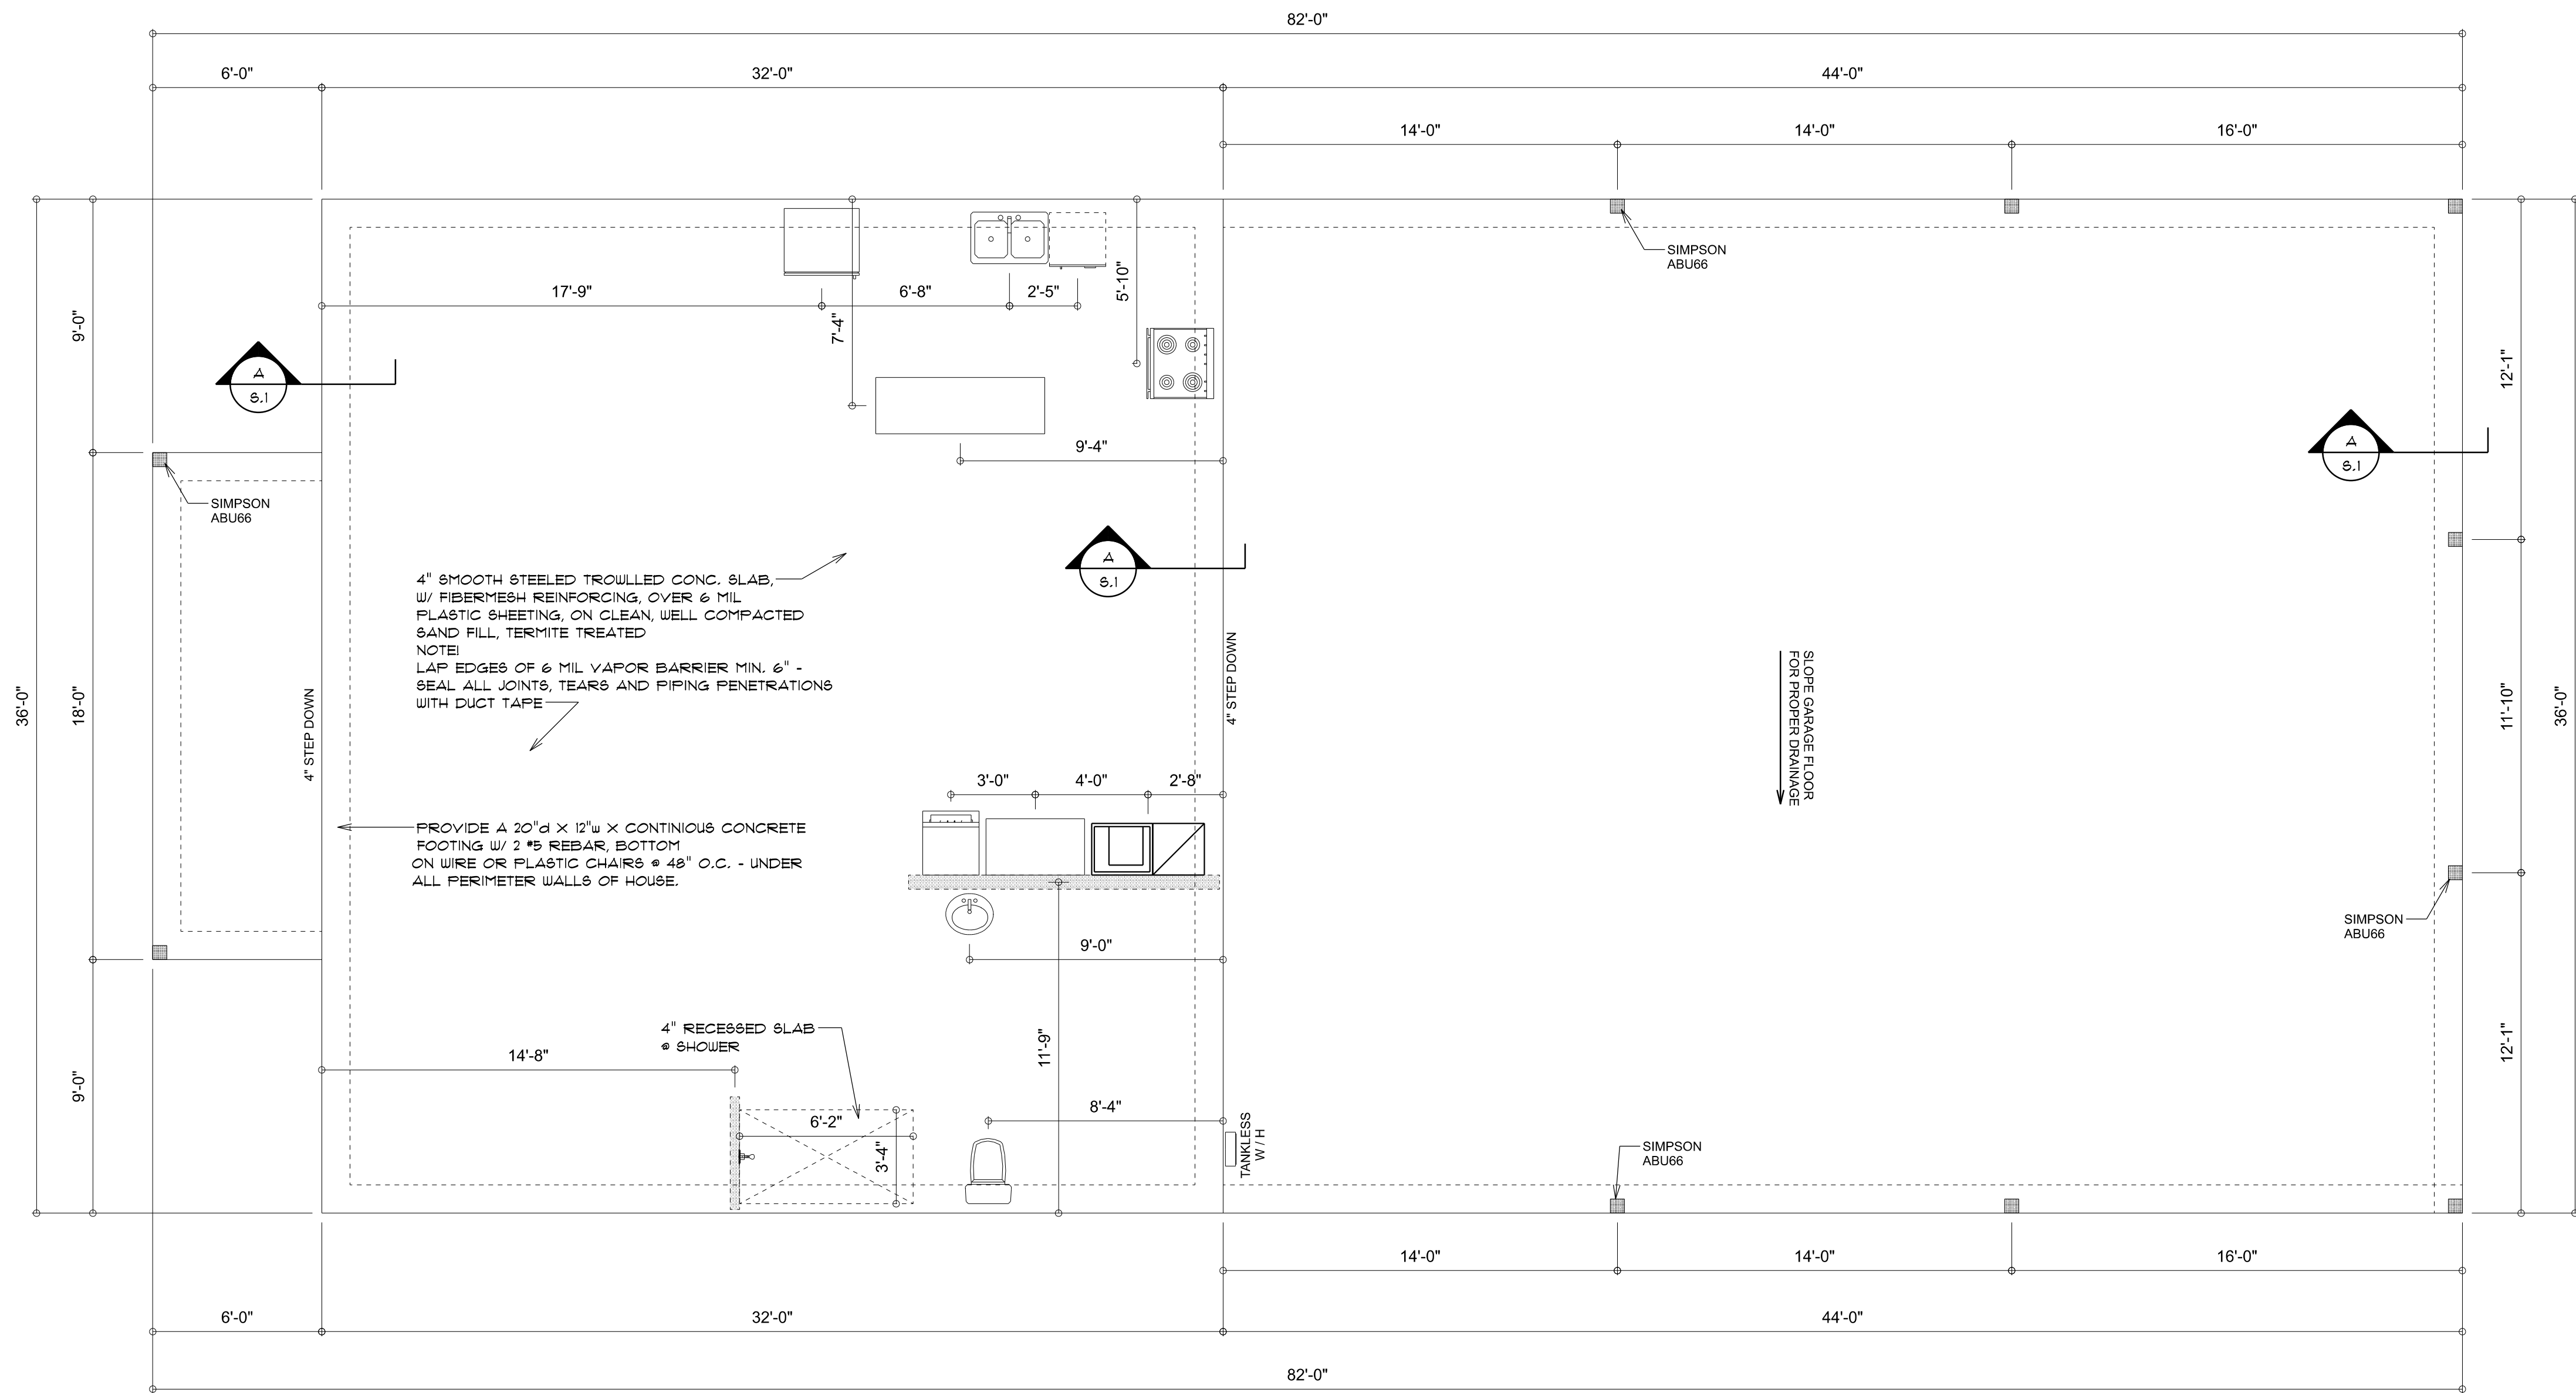 82'-0"
6'-0"
32'-0"
44'-0"
14'-0"
14'-0"
16'-0"
SIMPSON
ABU66
17'-9"
6'-8"
2'-5"
5'-10"
7'-4"
9'-0"
A
S.1
12'-1"
9'-4"
A
S.1
SIMPSON
ABU66
A
S.1
4" SMOOTH STEELED TROWLLED CONC. SLAB,
W/ FIBERMESH REINFORCING, OVER 6 MIL
PLASTIC SHEETING, ON CLEAN, WELL COMPACTED
SAND FILL, TERMITE TREATED
NOTE!
LAP EDGES OF 6 MIL VAPOR BARRIER MIN. 6" -
SEAL ALL JOINTS, TEARS AND PIPING PENETRATIONS
WITH DUCT TAPE
36'-0"
18'-0"
4" STEP DOWN
4" STEP DOWN
SLOPE GARAGE FLOOR
FOR PROPER DRAINAGE
11'-10"
36'-0"
3'-0"
4'-0"
2'-8"
PROVIDE A 20"d X 12"w X CONTINIOUS CONCRETE
FOOTING W/ 2 #5 REBAR, BOTTOM
ON WIRE OR PLASTIC CHAIRS @ 48" O.C. - UNDER
ALL PERIMETER WALLS OF HOUSE.
SIMPSON
ABU66
9'-0"
4" RECESSED SLAB
@ SHOWER
11'-9"
14'-8"
9'-0"
12'-1"
8'-4"
6'-2"
3'-4"
TANKLESS
W / H
SIMPSON
ABU66
14'-0"
14'-0"
16'-0"
6'-0"
32'-0"
44'-0"
82'-0"